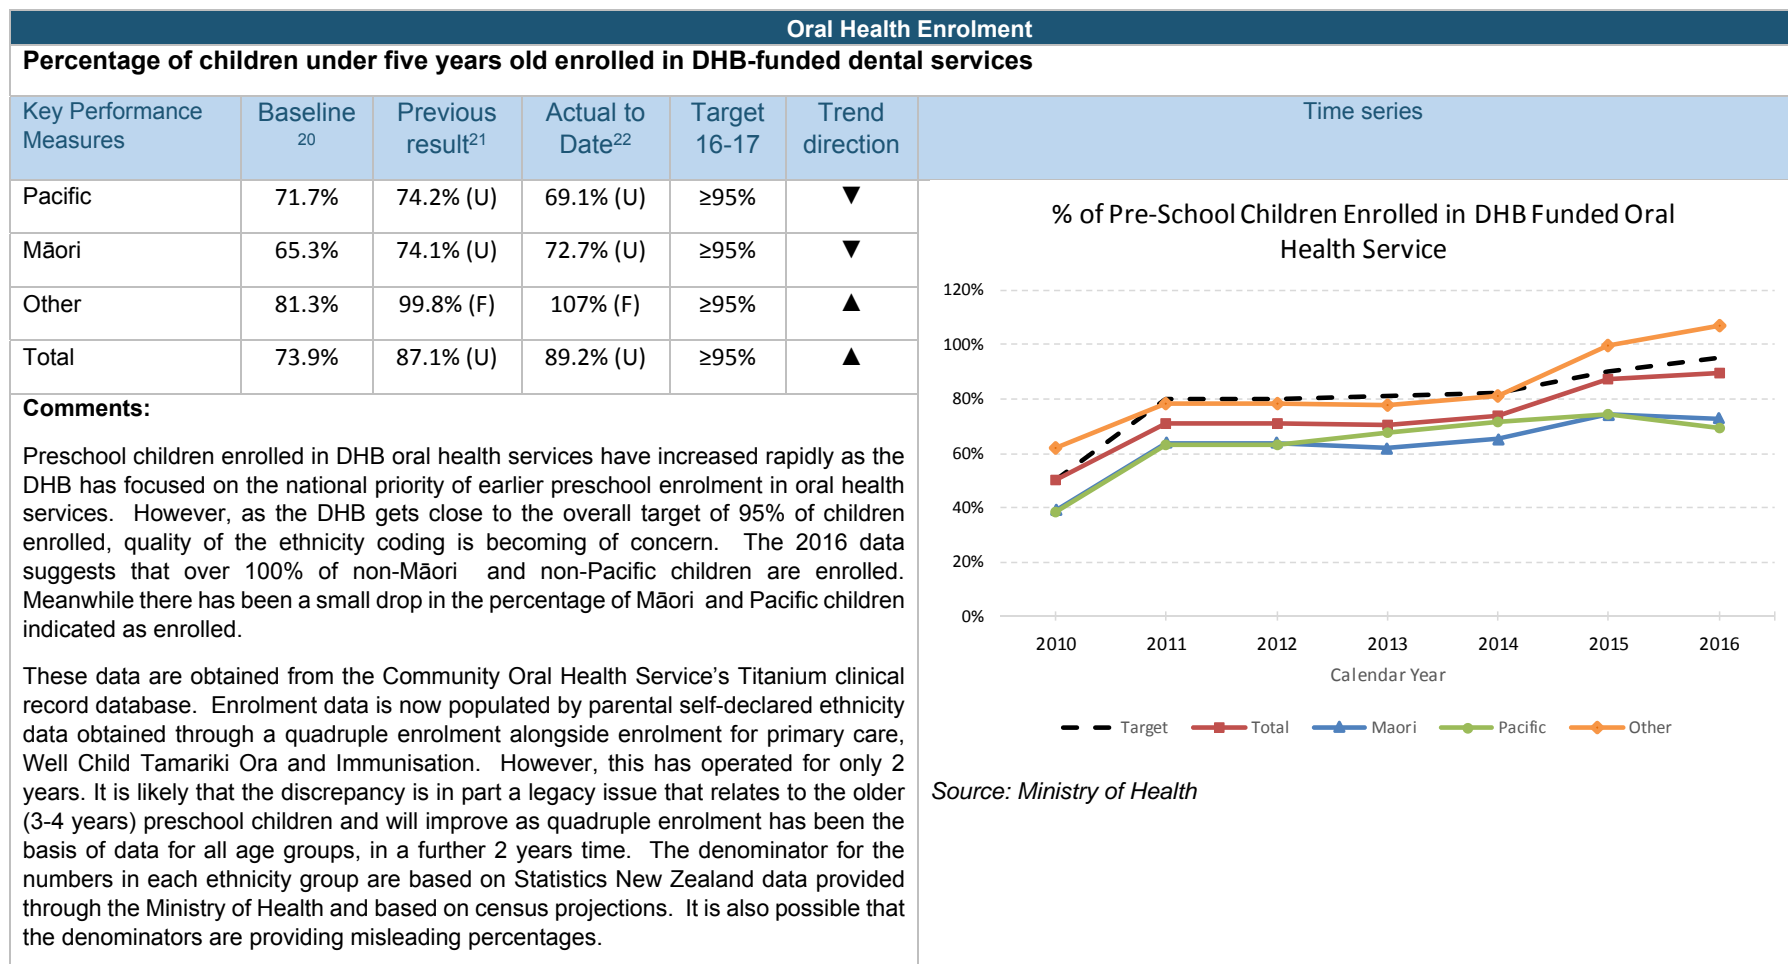 Oral Health Enrolment
Percentage of children under five years old enrolled in DHB-funded dental services
Key Performance Measures
Baseline 20
Previous result21
Actual to Date22
Target 16-17
Trend direction
Time series
Pacific 71.7% 74.2% (U) 69.1% (U) ≥95% ▼
Māori 65.3% 74.1% (U) 72.7% (U) ≥95% ▼
Other 81.3% 99.8% (F) 107% (F) ≥95% ▲
Total 73.9% 87.1% (U) 89.2% (U) ≥95% ▲
Comments:
Preschool children enrolled in DHB oral health services have increased rapidly as the
DHB has focused on the national priority of earlier preschool enrolment in oral health
services. However, as the DHB gets close to the overall target of 95% of children
enrolled, quality of the ethnicity coding is becoming of concern. The 2016 data
suggests that over 100% of non-Māori and non-Pacific children are enrolled.
Meanwhile there has been a small drop in the percentage of Māori and Pacific children
indicated as enrolled.
These data are obtained from the Community Oral Health Service's Titanium clinical
record database. Enrolment data is now populated by parental self-declared ethnicity
data obtained through a quadruple enrolment alongside enrolment for primary care,
Well Child Tamariki Ora and Immunisation. However, this has operated for only 2
years. It is likely that the discrepancy is in part a legacy issue that relates to the older
(3-4 years) preschool children and will improve as quadruple enrolment has been the
basis of data for all age groups, in a further 2 years time. The denominator for the
numbers in each ethnicity group are based on Statistics New Zealand data provided
through the Ministry of Health and based on census projections. It is also possible that
the denominators are providing misleading percentages.
% of Pre-School Children Enrolled in DHB Funded Oral
Health Service
120%
100%
80%
60%
40%
20%
0%
2010 2011 2012 2013 2014 2015 2016
Calendar Year
Target Total Maori Pacific Other
Source: Ministry of Health